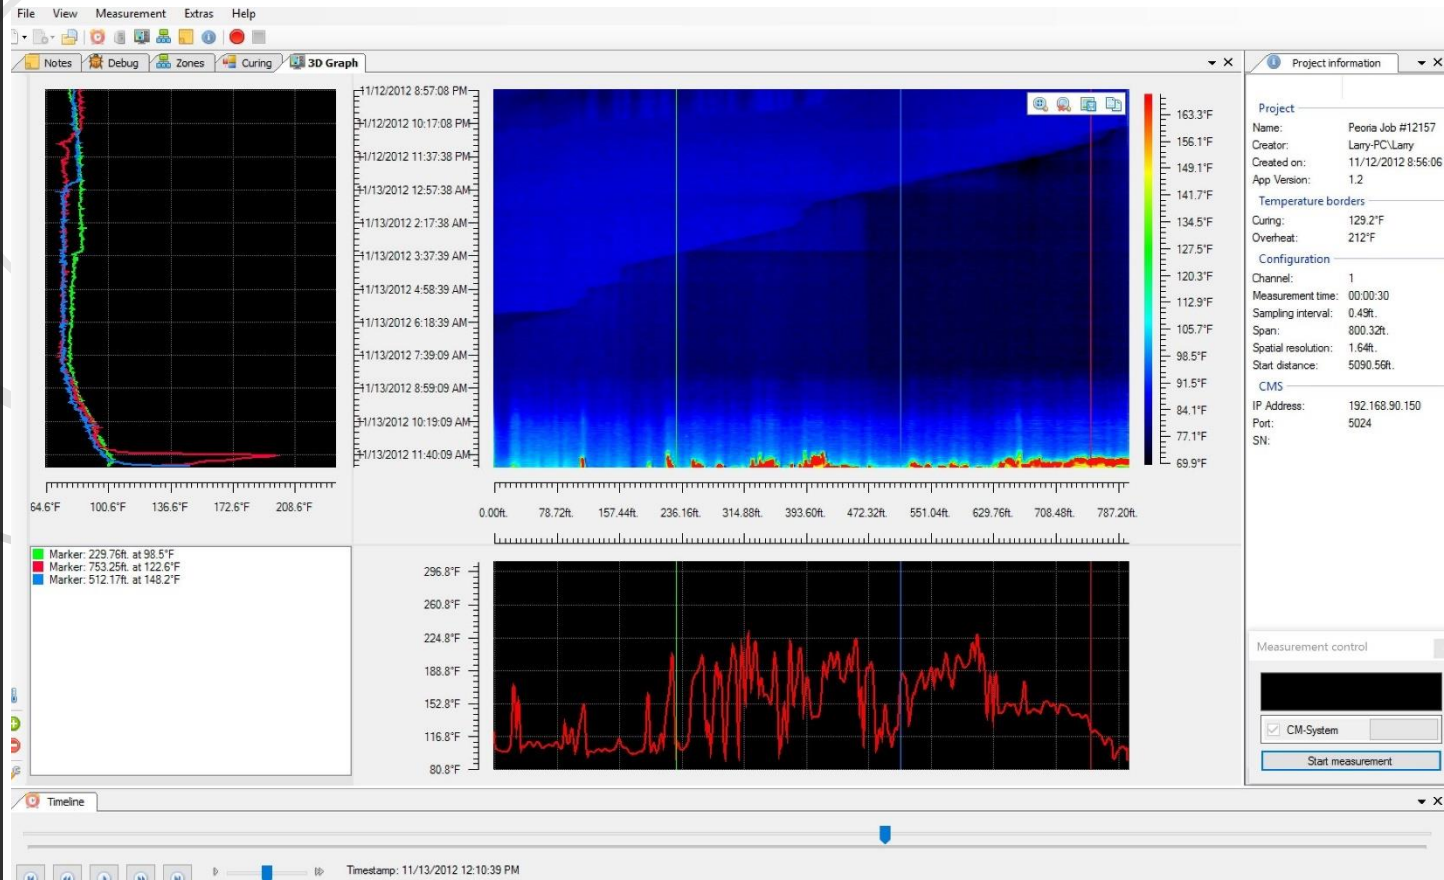 File View Measurement Extras Help
Notes Debug Zones Curing 3D Graph
Project information
11/12/2012 8:57:08 PM
11/12/2012 10:17:08 PM
11/12/2012 11:37:38 PM
11/13/2012 12:57:38 AM
11/13/2012 2:17:38 AM
11/13/2012 3:37:39 AM
11/13/2012 4:58:39 AM
11/13/2012 6:18:39 AM
11/13/2012 7:39:09 AM
11/13/2012 8:59:09 AM
11/13/2012 10:19:09 AM
11/13/2012 11:40:09 AM
64.6°F 100.6°F 136.6°F 172.6°F 208.6°F
163.3°F
156.1°F
149.1°F
141.7°F
134.5°F
127.5°F
120.3°F
112.9°F
105.7°F
98.5°F
91.5°F
84.1°F
77.1°F
69.9°F
0.00ft. 78.72ft. 157.44ft. 236.16ft. 314.88ft. 393.60ft. 472.32ft. 551.04ft. 629.76ft. 708.48ft. 787.20ft.
Marker: 229.76ft. at 98.5°F
Marker: 753.25ft. at 122.6°F
Marker: 512.17ft. at 148.2°F
296.8°F
260.8°F
224.8°F
188.8°F
152.8°F
116.8°F
80.8°F
Project
Name: Peoria Job #12157
Creator: Larry-PC\Larry
Created on: 11/12/2012 8:56:06
App Version: 1.2
Temperature borders
Curing: 129.2°F
Overheat: 212°F
Configuration
Channel: 1
Measurement time: 00:00:30
Sampling interval: 0.49ft.
Span: 800.32ft.
Spatial resolution: 1.64ft.
Start distance: 5090.56ft.
CMS
IP Address: 192.168.90.150
Port: 5024
SN:
Measurement control
CM-System
Start measurement
Timeline
Timestamp: 11/13/2012 12:10:39 PM